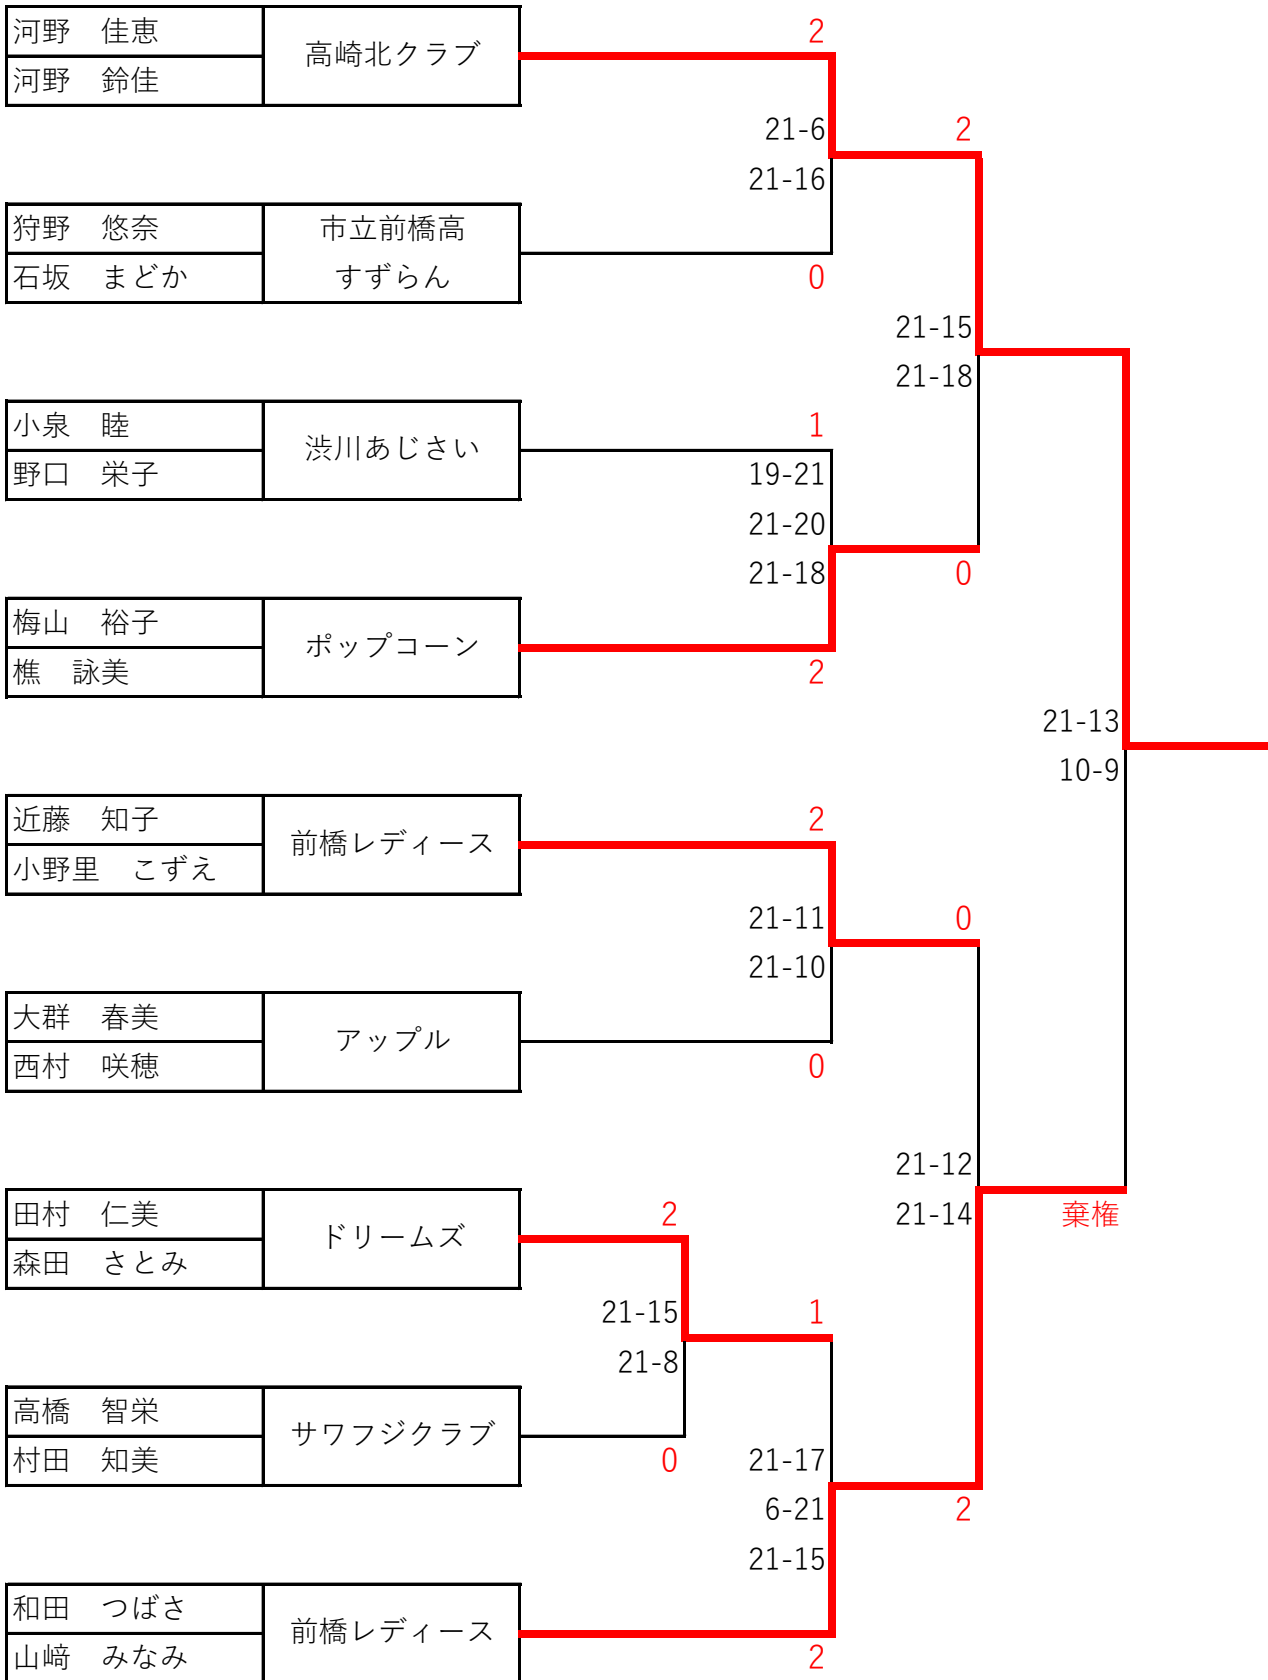 河野　佳恵
河野　鈴佳
高崎北クラブ
2
21-6
21-16
2
狩野　悠奈
石坂　まどか
市立前橋高
すずらん
0
21-15
21-18
小泉　睦
野口　栄子
渋川あじさい
1
19-21
21-20
21-18
0
梅山　裕子
樵　詠美
ポップコーン
2
21-13
10-9
近藤　知子
小野里　こずえ
前橋レディース
2
21-11
21-10
0
大群　春美
西村　咲穂
アップル
0
21-12
21-14
棄権
田村　仁美
森田　さとみ
ドリームズ
2
21-15
21-8
1
高橋　智栄
村田　知美
サワフジクラブ
0
21-17
6-21
21-15
2
和田　つばさ
山﨑　みなみ
前橋レディース
2